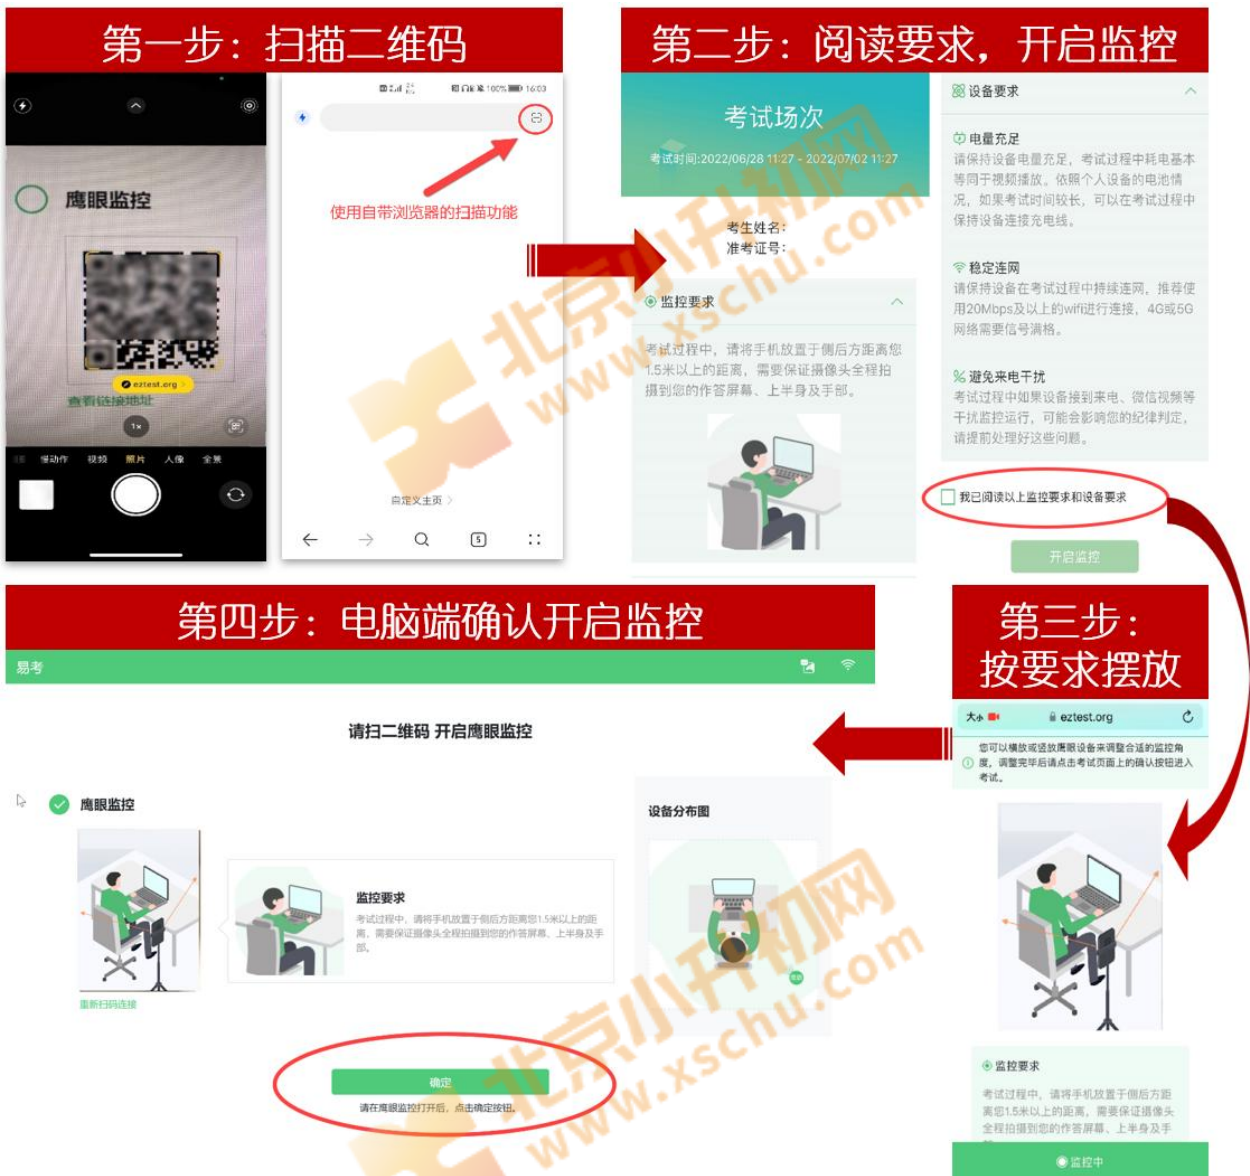 第一步：扫描二维码
16:03
100%
鹰眼监控
eztest.org
查看链接地址
1×
慢动作 视频 照片 人像 全景
使用自带浏览器的扫描功能
自定义主页
5
第二步：阅读要求，开启监控
考试场次
考试时间:2022/06/28 11:27 - 2022/07/02 11:27
考生姓名：
准考证号：
监控要求
考试过程中，请将手机放置于侧后方距离您
1.5米以上的距离，需要保证摄像头全程拍
摄到您的作答屏幕、上半身及手部。
设备要求
电量充足
请保持设备电量充足，考试过程中耗电基本
等同于视频播放。依照个人设备的电池情
况，如果考试时间较长，可以在考试过程中
保持设备连接充电线。
稳定连网
请保持设备在考试过程中持续连网，推荐使
用20Mbps及以上的wifi进行连接，4G或5G
网络需要信号满格。
避免来电干扰
考试过程中如果设备接到来电、微信视频等
干扰监控运行，可能会影响您的纪律判定，
请提前处理好这些问题。
我已阅读以上监控要求和设备要求
开启监控
第三步：
按要求摆放
大小
eztest.org
您可以横放或竖放鹰眼设备来调整合适的监控角
度，调整完毕后请点击考试页面上的确认按钮进入
考试。
监控要求
考试过程中，请将手机放置于侧后方距
离您1.5米以上的距离，需要保证摄像头
全程拍摄到您的作答屏幕、上半身及手
监控中
第四步：电脑端确认开启监控
易考
请扫二维码 开启鹰眼监控
鹰眼监控
重新扫码连接
监控要求
考试过程中，请将手机放置于侧后方距离您1.5米以上的距
离，需要保证摄像头全程拍摄到您的作答屏幕、上半身及手
部。
设备分布图
确定
请在鹰眼监控打开后，点击确定按钮。
北京小升初网
www.xschu.com
北京小升初网
www.xschu.com